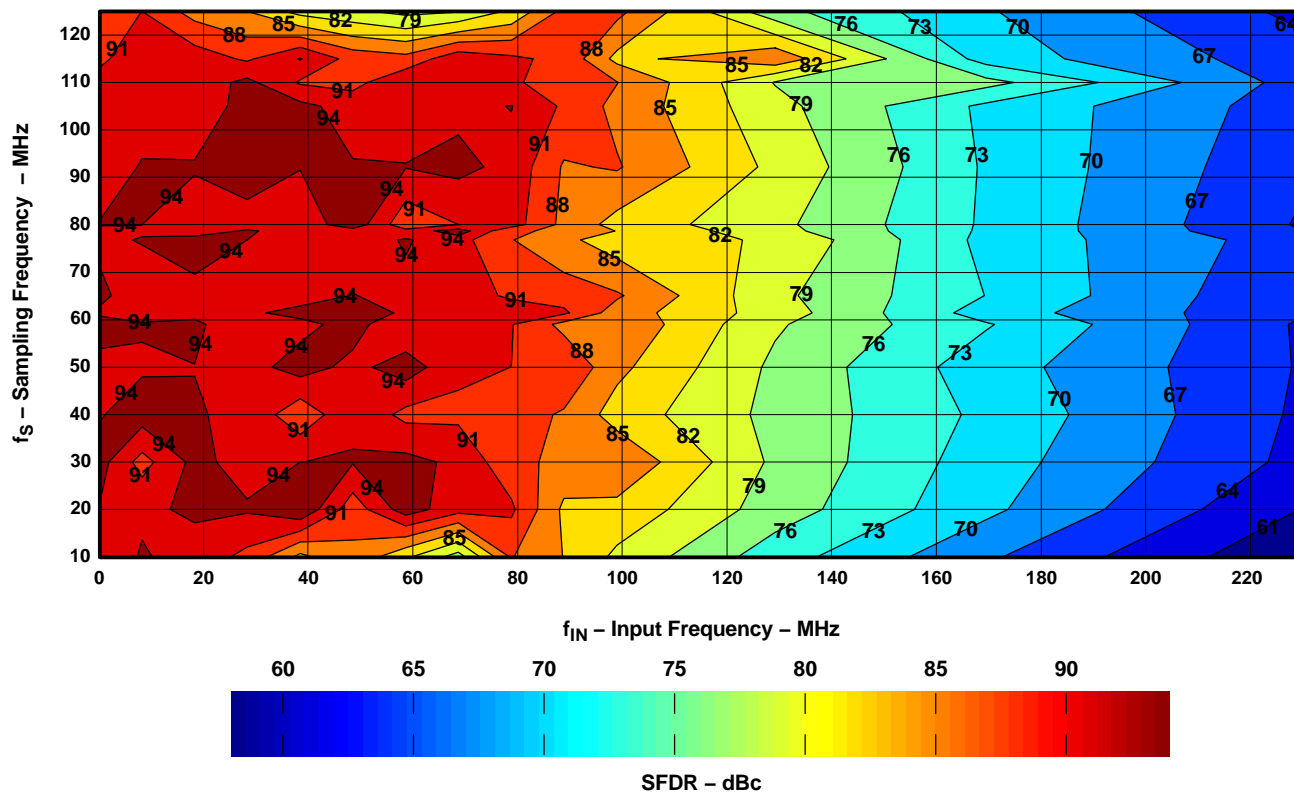 120
110
100
90
80
70
60
50
40
30
20
10
fS – Sampling Frequency – MHz
85 82 79 76 73 70 64
91 88 88 67
85 82
91 79
94 85
91 76 73 70
94 88
94 91 88 67
94 94 82
94 94 85
94 91 79
94
94 94 88 76 73
94 94 70 67
91 91 85 82
94
91 94 94 79 64
91
85 76 73 70 61
0 20 40 60 80 100 120 140 160 180 200 220
fIN – Input Frequency – MHz
60 65 70 75 80 85 90
SFDR – dBc